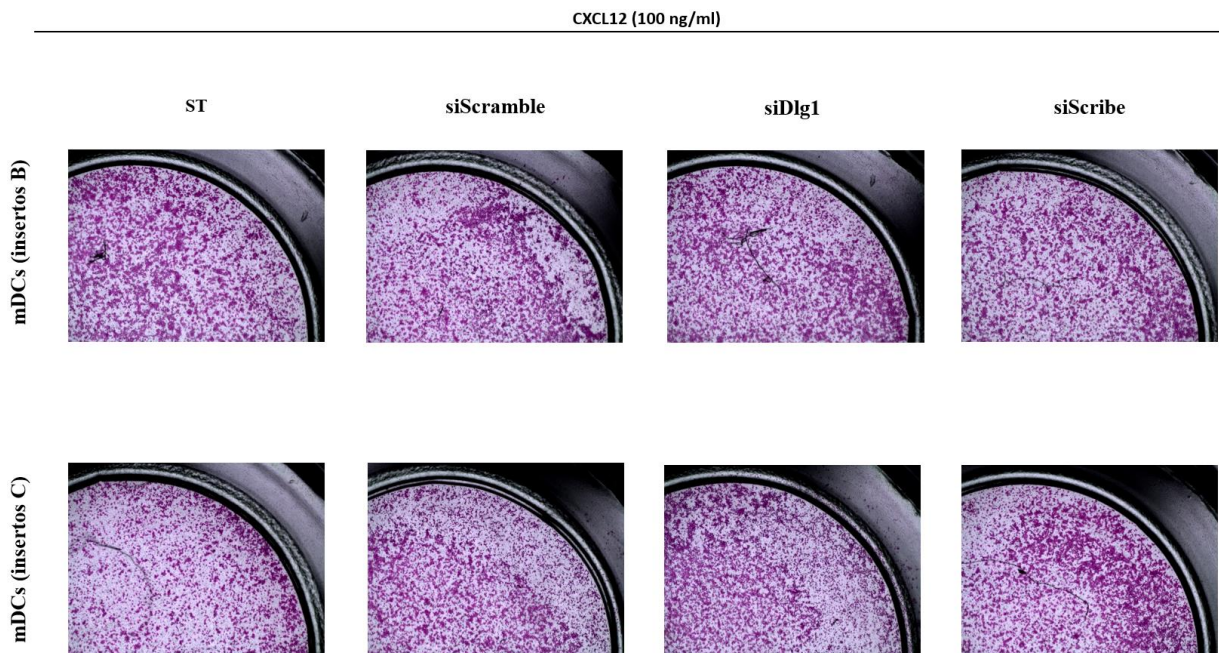 CXCL12 (100 ng/ml)
ST
siScramble
siDlg1
siScribe
mDCs (insertos B)
mDCs (insertos C)